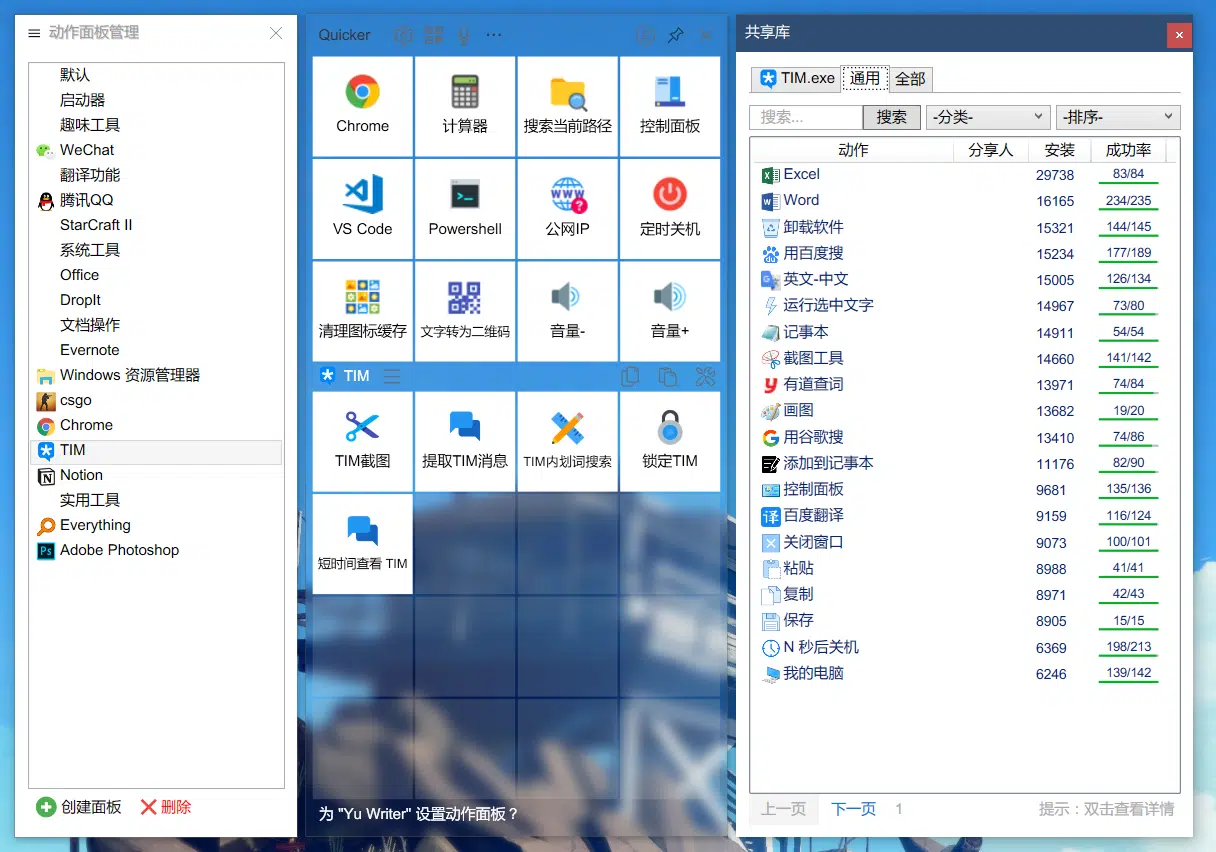 动作面板管理
默认
启动器
趣味工具
WeChat
翻译功能
腾讯QQ
StarCraft II
系统工具
Office
DropIt
文档操作
Evernote
Windows 资源管理器
csgo
Chrome
TIM
Notion
实用工具
Everything
Adobe Photoshop
创建面板 删除
Quicker
Chrome 计算器 搜索当前路径 控制面板
VS Code Powershell 公网IP 定时关机
清理图标缓存 文字转为二维码 音量- 音量+
TIM
TIM截图 提取TIM消息 TIM内划词搜索 锁定TIM
短时间查看 TIM
为 "Yu Writer" 设置动作面板？
共享库
TIM.exe 通用 全部
搜索... 搜索 -分类- -排序-
动作 分享人 安装 成功率
Excel 29738 83/84
Word 16165 234/235
卸载软件 15321 144/145
用百度搜 15234 177/189
英文-中文 15005 126/134
运行选中文字 14967 73/80
记事本 14911 54/54
截图工具 14660 141/142
有道查词 13971 74/84
画图 13682 19/20
用谷歌搜 13410 74/86
添加到记事本 11176 82/90
控制面板 9681 135/136
百度翻译 9159 116/124
关闭窗口 9073 100/101
粘贴 8988 41/41
复制 8971 42/43
保存 8905 15/15
N 秒后关机 6369 198/213
我的电脑 6246 139/142
上一页 下一页 1 提示：双击查看详情